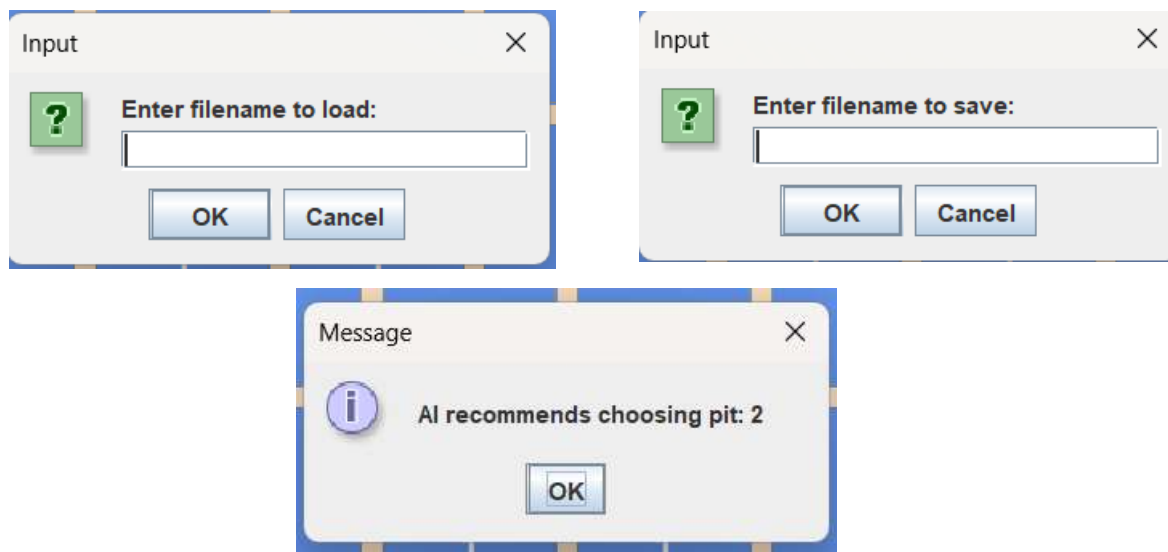 Input
Enter filename to load:
OK Cancel
Input
Enter filename to save:
OK Cancel
Message
AI recommends choosing pit: 2
OK